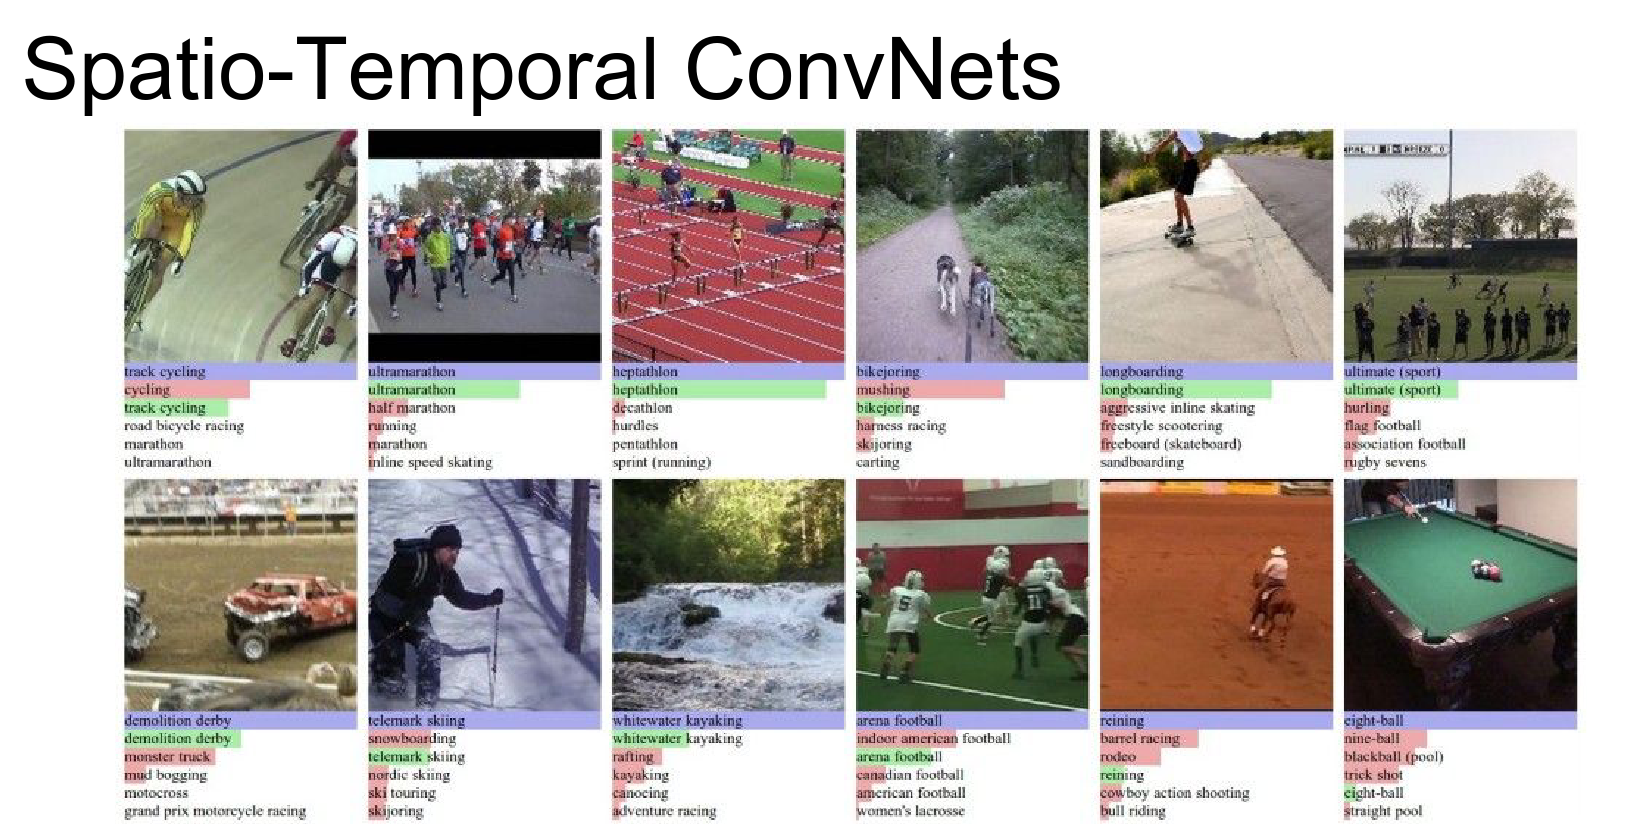 Spatio-Temporal ConvNets
track cycling
cycling
track cycling
road bicycle racing
marathon
ultramarathon
ultramarathon
ultramarathon
half marathon
running
marathon
inline speed skating
heptathlon
heptathlon
decathlon
hurdles
pentathlon
sprint (running)
bikejoring
mushing
bikejoring
harness racing
skijoring
carting
longboarding
longboarding
aggressive inline skating
freestyle scootering
freeboard (skateboard)
sandboarding
ultimate (sport)
ultimate (sport)
hurling
flag football
association football
rugby sevens
demolition derby
demolition derby
monster truck
mud bogging
motocross
grand prix motorcycle racing
telemark skiing
snowboarding
telemark skiing
nordic skiing
ski touring
skijoring
whitewater kayaking
whitewater kayaking
rafting
kayaking
canoeing
adventure racing
arena football
indoor american football
arena football
canadian football
american football
women's lacrosse
reining
barrel racing
rodeo
reining
cowboy action shooting
bull riding
eight-ball
nine-ball
blackball (pool)
trick shot
eight-ball
straight pool